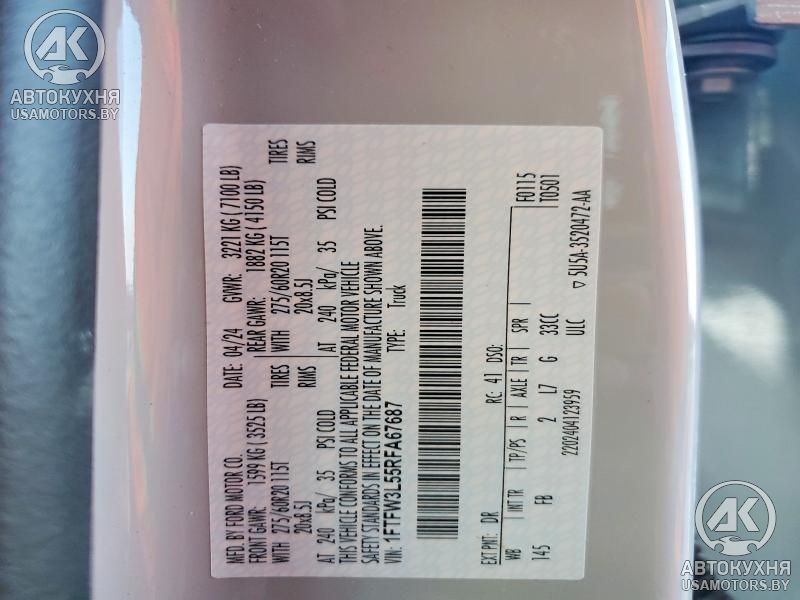 AK
АВТОКУХНЯ
USAMOTORS.BY
MFD. BY FORD MOTOR CO. DATE: 04/24 GVWR: 3221 KG ( 7100 LB)
FRONT GAWR: 1599 KG ( 3525 LB) REAR GAWR: 1882 KG ( 4150 LB)
WITH 275/60R20 115T TIRES WITH 275/60R20 115T TIRES
20x8.5J RIMS 20x8.5J RIMS
AT 240 kPa/ 35 PSI COLD AT 240 kPa/ 35 PSI COLD
THIS VEHICLE CONFORMS TO ALL APPLICABLE FEDERAL MOTOR VEHICLE
SAFETY STANDARDS IN EFFECT ON THE DATE OF MANUFACTURE SHOWN ABOVE.
VIN: 1FTFW3L55RFA67687 TYPE: Truck
EXT. PNT: DR RC: 41 DSO: F0115
WB INT TR TP/PS R AXLE TR SPR T0501
145 FB 2 L7 G 33CC
2202404123959 ULC ▽ 5U5A-3520472-AA
AK
АВТОКУХНЯ
USAMOTORS.BY